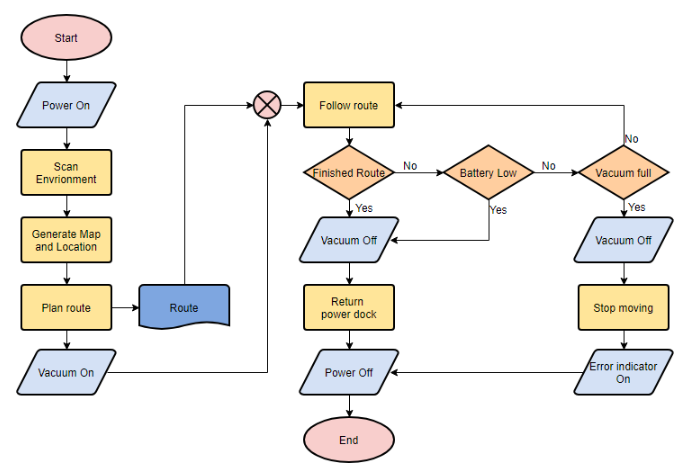 Start
Power On
Scan
Envrionment
Generate Map
and Location
Plan route
Vacuum On
Route
Follow route
Finished Route
No
Battery Low
No
Vacuum full
No
Yes
Yes
Yes
Vacuum Off
Vacuum Off
Return
power dock
Stop moving
Power Off
Error indicator
On
End